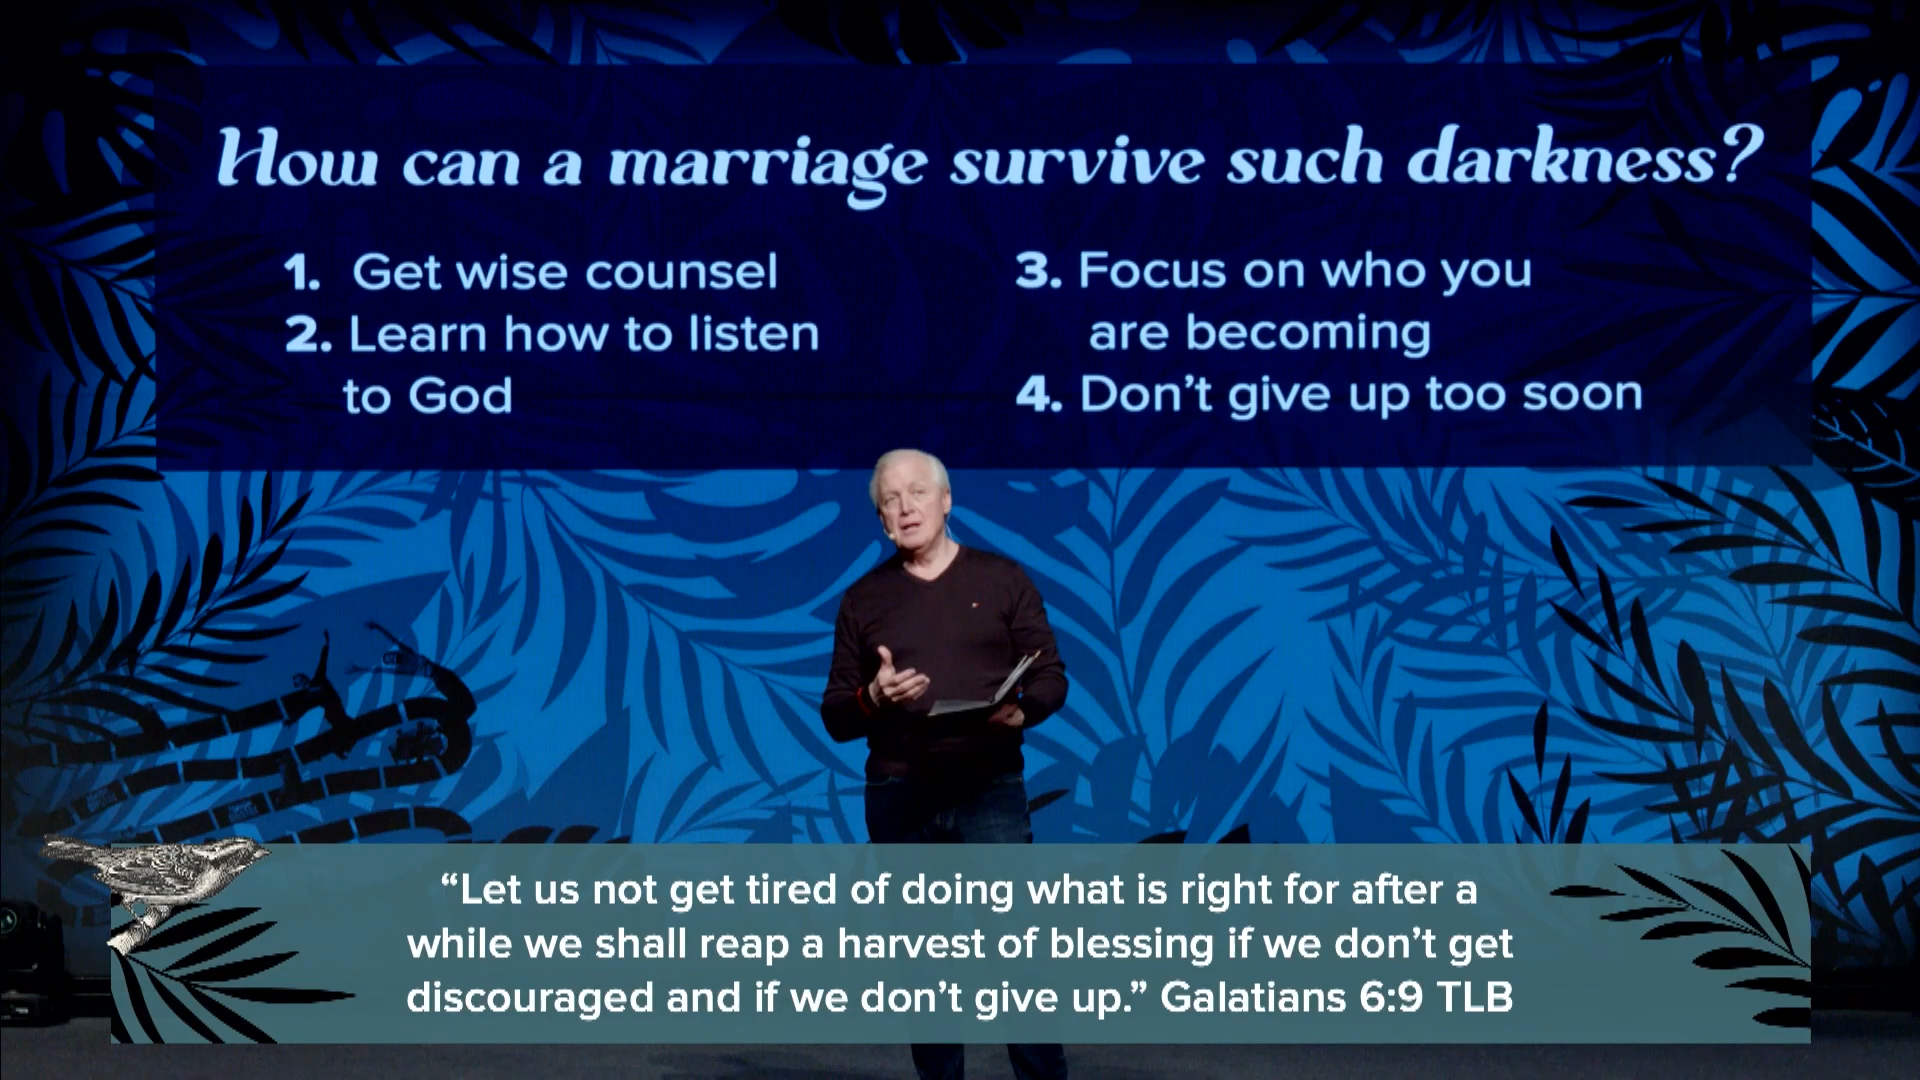 How can a marriage survive such darkness?
1. Get wise counsel
2. Learn how to listen
to God
3. Focus on who you
are becoming
4. Don’t give up too soon
“Let us not get tired of doing what is right for after a
while we shall reap a harvest of blessing if we don’t get
discouraged and if we don’t give up.” Galatians 6:9 TLB